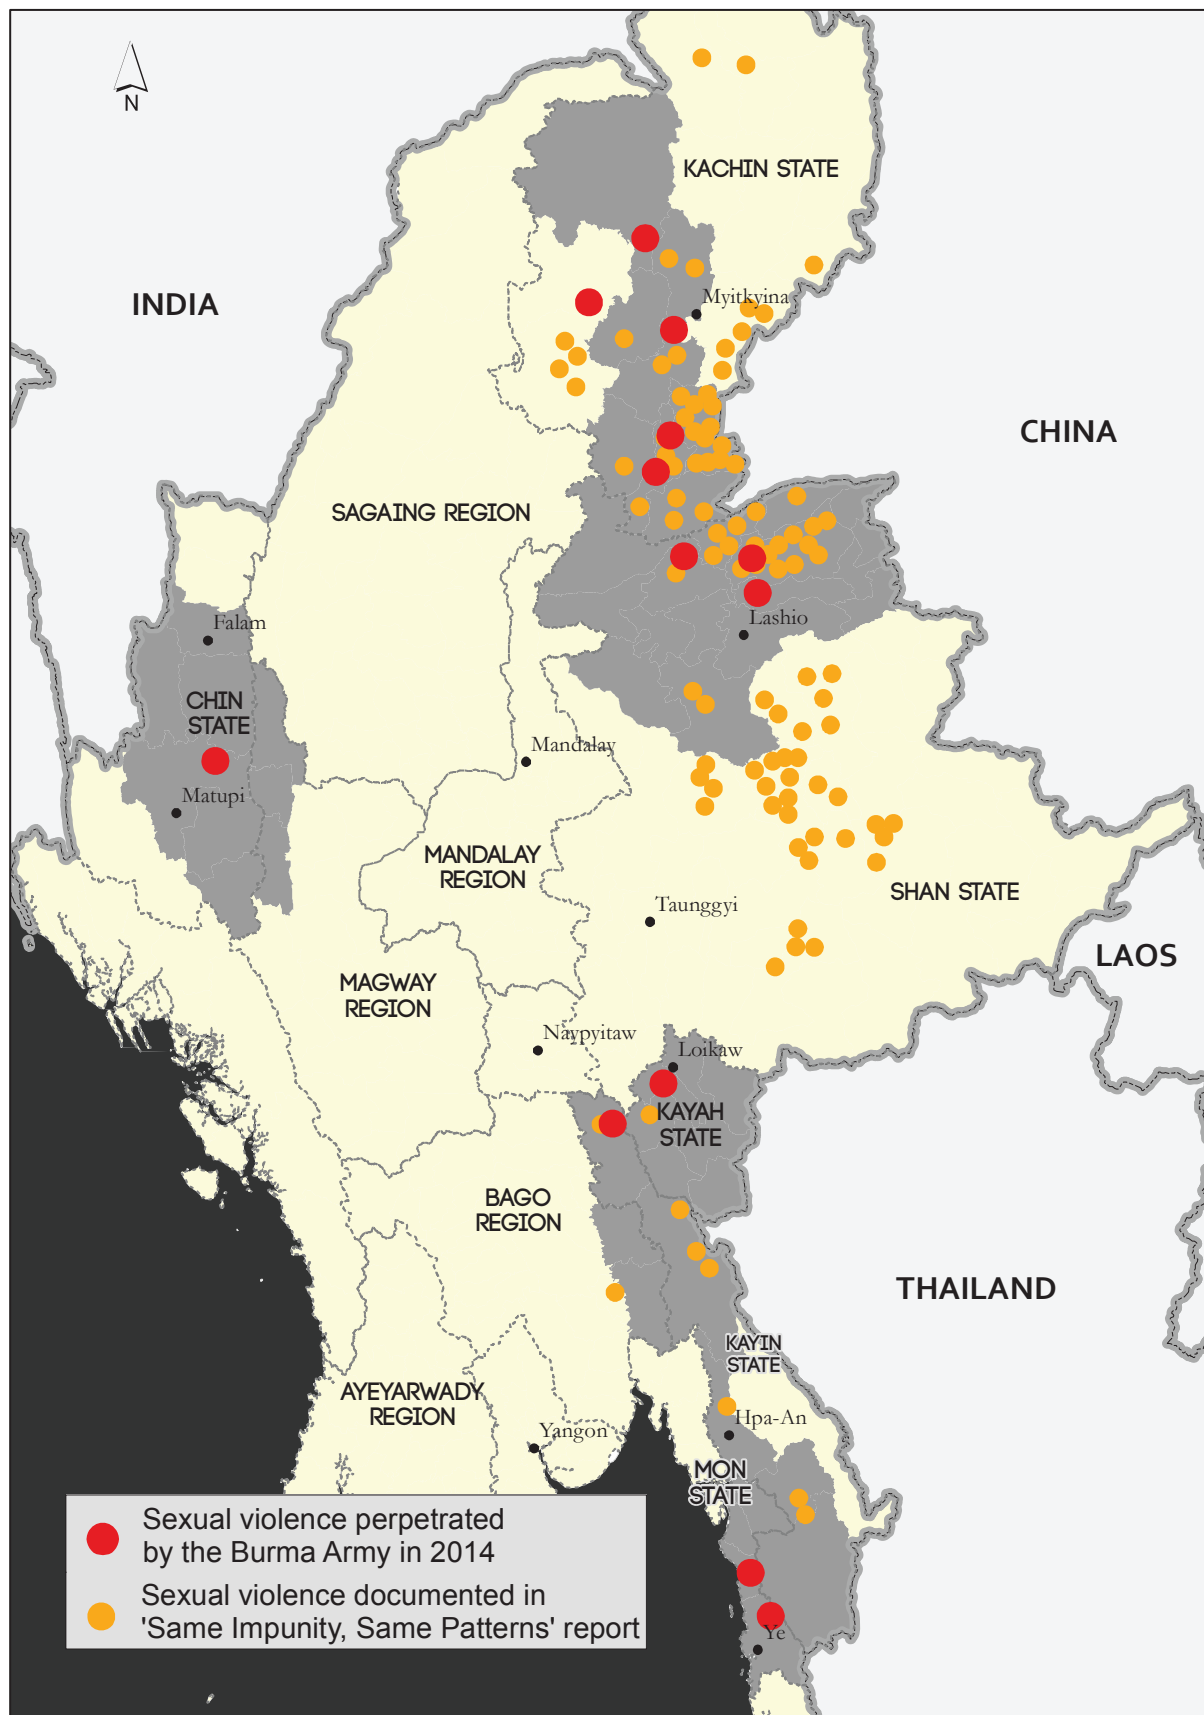 N
KACHIN STATE
INDIA
Myitkyina
CHINA
SAGAING REGION
Falam
Lashio
CHIN
STATE
Mandalay
Matupi
MANDALAY
REGION
SHAN STATE
Taunggyi
LAOS
MAGWAY
REGION
Naypyitaw
Loikaw
KAYAH
STATE
BAGO
REGION
THAILAND
KAYIN
STATE
AYEYARWADY
REGION
Hpa-An
Yangon
MON
STATE
Sexual violence perpetrated
by the Burma Army in 2014
Sexual violence documented in
'Same Impunity, Same Patterns' report
Ye